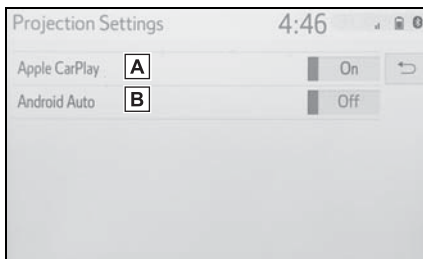 Projection Settings 4:46
Apple CarPlay A On
Android Auto B Off